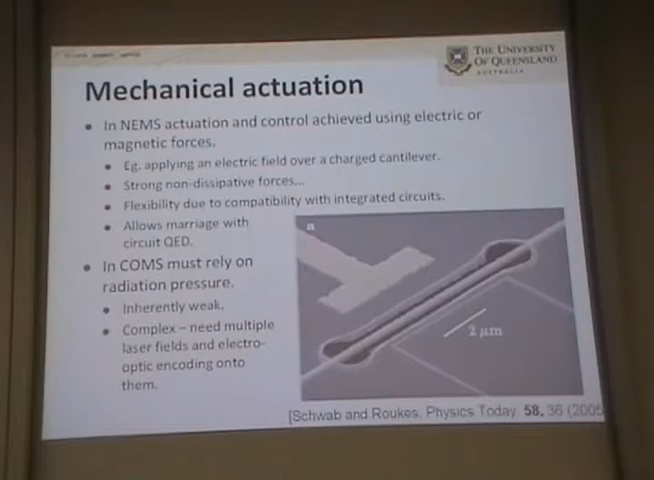 THE UNIVERSITY
OF QUEENSLAND
AUSTRALIA
Mechanical actuation
• In NEMS actuation and control achieved using electric or
magnetic forces.
• Eg. applying an electric field over a charged cantilever.
• Strong non-dissipative forces...
• Flexibility due to compatibility with integrated circuits.
• Allows marriage with
circuit QED.
• In COMS must rely on
radiation pressure.
• Inherently weak.
• Complex – need multiple
laser fields and electro-
optic encoding onto
them.
a
2 μm
[Schwab and Roukes, Physics Today 58, 36 (2005